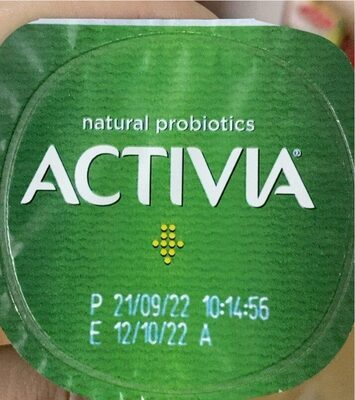 natural probiotics
ACTIVIA®
P 21/09/22 10:14:56
E 12/10/22 A